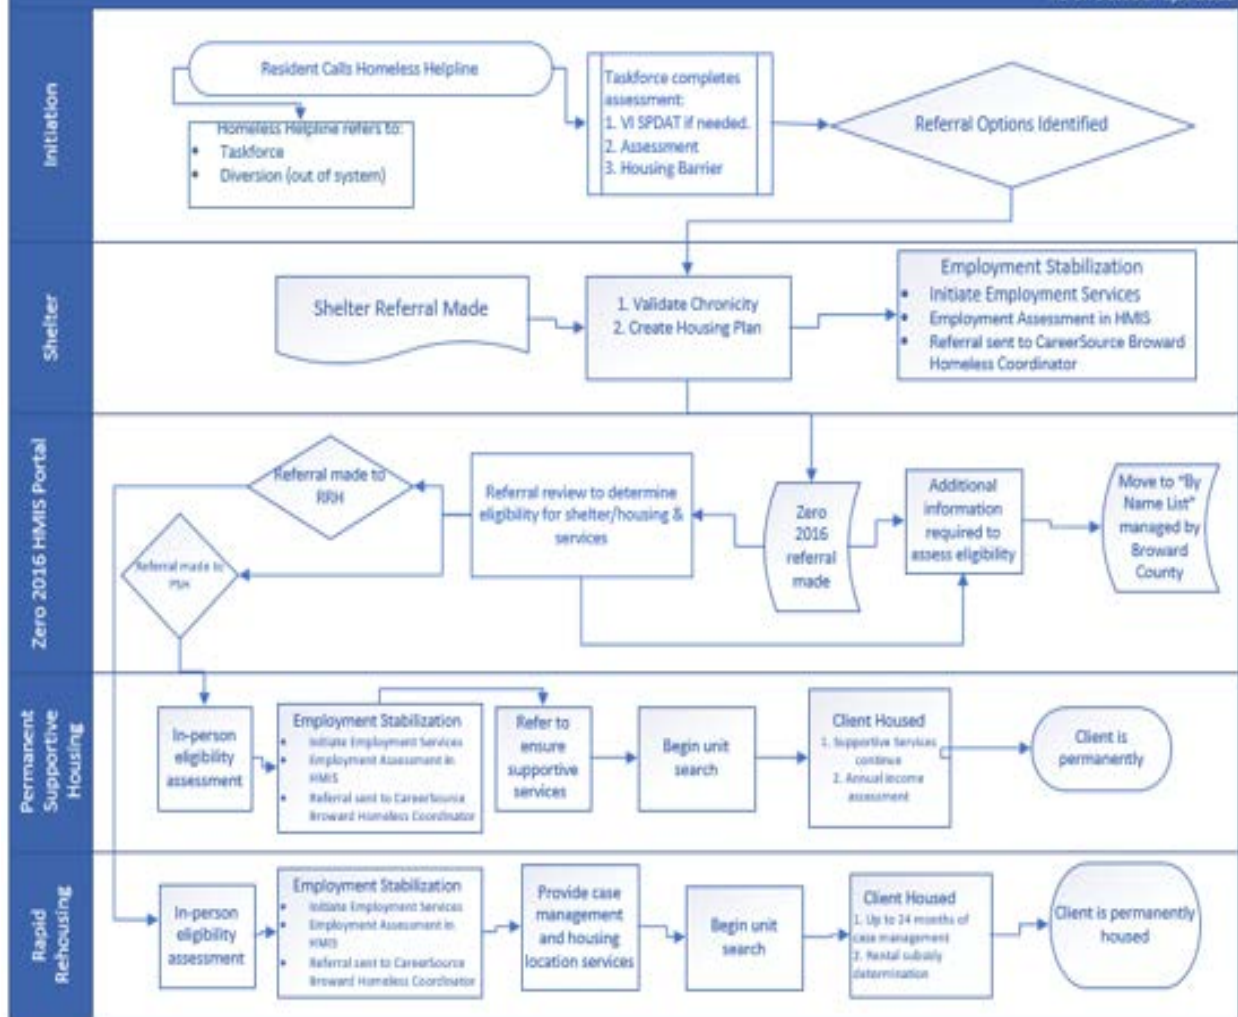 Initiation
Resident Calls Homeless Helpline
Homeless Helpline refers to:
• Taskforce
• Diversion (out of system)
Taskforce completes
assessment:
1. VI SPDAT if needed.
2. Assessment
3. Housing Barrier
Referral Options Identified
Shelter
Shelter Referral Made
1. Validate Chronicity
2. Create Housing Plan
Employment Stabilization
• Initiate Employment Services
• Employment Assessment in HMIS
• Referral sent to CareerSource Broward
Homeless Coordinator
Zero 2016 HMIS Portal
Referral made to
RRH
Referral made to
PSH
Referral review to determine
eligibility for shelter/housing &
services
Zero
2016
referral
made
Additional
information
required to
assess eligibility
Move to "By
Name List"
managed by
Broward
County
Permanent
Supportive
Housing
In-person
eligibility
assessment
Employment Stabilization
• Initiate Employment Services
• Employment Assessment in
HMIS
• Referral sent to CareerSource
Broward Homeless Coordinator
Refer to
ensure
supportive
services
Begin unit
search
Client Housed
1. Supportive Services
continue
2. Annual income
assessment
Client is
permanently
Rapid
Rehousing
In-person
eligibility
assessment
Employment Stabilization
• Initiate Employment Services
• Employment Assessment in
HMIS
• Referral sent to CareerSource
Broward Homeless Coordinator
Provide case
management
and housing
location services
Begin unit
search
Client Housed
1. Up to 24 months of
case management
2. Rental subsidy
determination
Client is permanently
housed